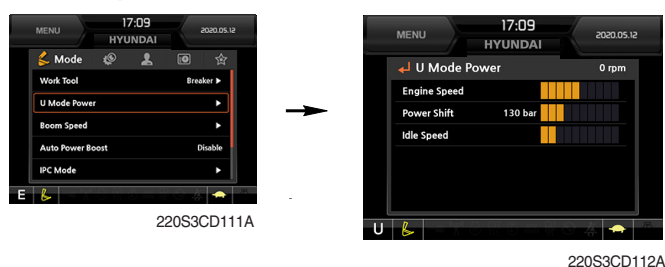 MENU
17:09
HYUNDAI
2020.05.12
Mode
Work Tool Breaker ►
U Mode Power ►
Boom Speed ►
Auto Power Boost Disable
IPC Mode ►
E
220S3CD111A
MENU
17:09
HYUNDAI
2020.05.12
U Mode Power 0 rpm
Engine Speed
Power Shift 130 bar
Idle Speed
U
220S3CD112A